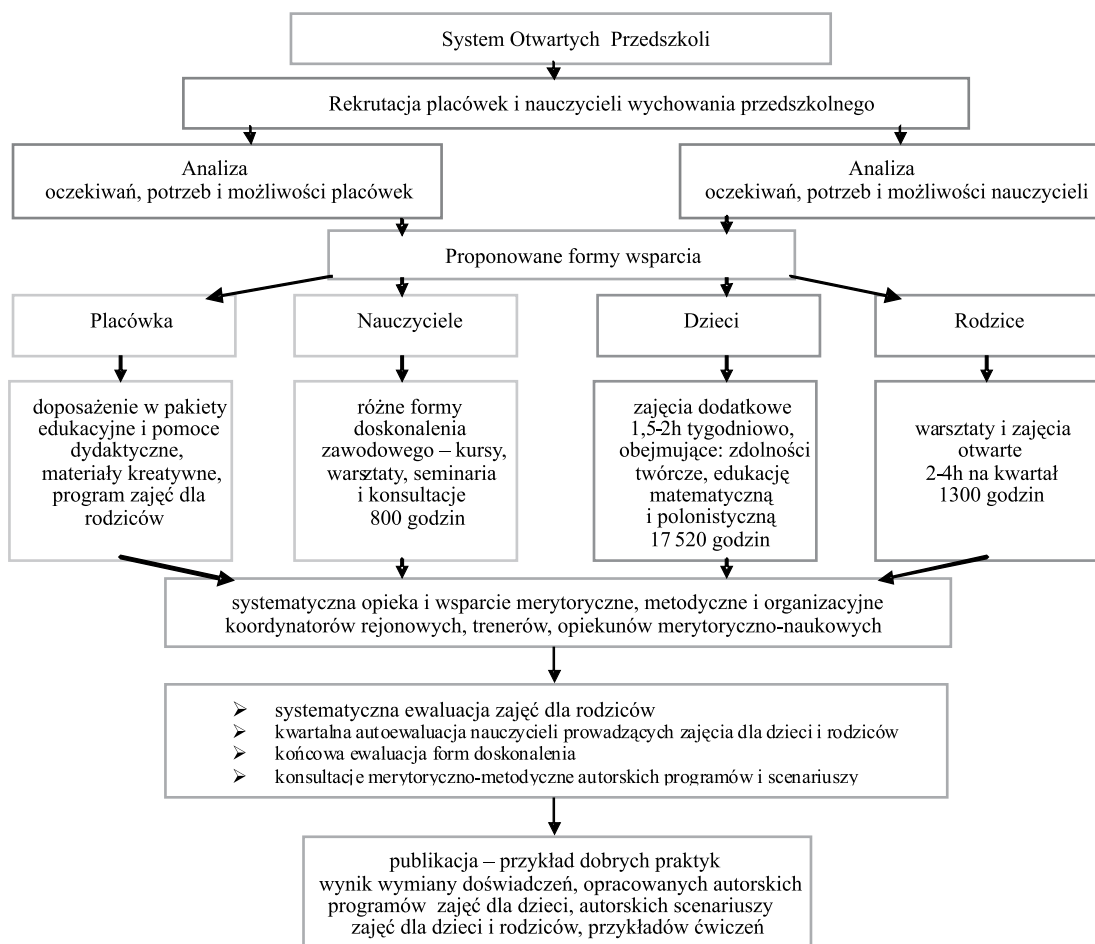 System Otwartych Przedszkoli
Rekrutacja placówek i nauczycieli wychowania przedszkolnego
Analiza
oczekiwań, potrzeb i możliwości placówek
Analiza
oczekiwań, potrzeb i możliwości nauczycieli
Proponowane formy wsparcia
Placówka
Nauczyciele
Dzieci
Rodzice
doposażenie w pakiety
edukacyjne i pomoce
dydaktyczne,
materiały kreatywne,
program zajęć dla
rodziców
różne formy
doskonalenia
zawodowego – kursy,
warsztaty, seminaria
i konsultacje
800 godzin
zajęcia dodatkowe
1,5-2h tygodniowo,
obejmujące: zdolności
twórcze, edukację
matematyczną
i polonistyczną
17 520 godzin
warsztaty i zajęcia
otwarte
2-4h na kwartał
1300 godzin
systematyczna opieka i wsparcie merytoryczne, metodyczne i organizacyjne
koordynatorów rejonowych, trenerów, opiekunów merytoryczno-naukowych
➢ systematyczna ewaluacja zajęć dla rodziców
➢ kwartalna autoewaluacja nauczycieli prowadzących zajęcia dla dzieci i rodziców
➢ końcowa ewaluacja form doskonalenia
➢ konsultacje merytoryczno-metodyczne autorskich programów i scenariuszy
publikacja – przykład dobrych praktyk
wynik wymiany doświadczeń, opracowanych autorskich
programów zajęć dla dzieci, autorskich scenariuszy
zajęć dla dzieci i rodziców, przykładów ćwiczeń